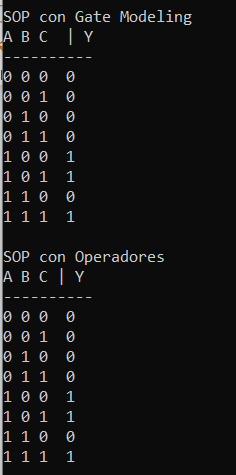 SOP con Gate Modeling
A B C  | Y
----------
0 0 0  0
0 0 1  0
0 1 0  0
0 1 1  0
1 0 0  1
1 0 1  1
1 1 0  0
1 1 1  1

SOP con Operadores
A B C | Y
----------
0 0 0  0
0 0 1  0
0 1 0  0
0 1 1  0
1 0 0  1
1 0 1  1
1 1 0  0
1 1 1  1